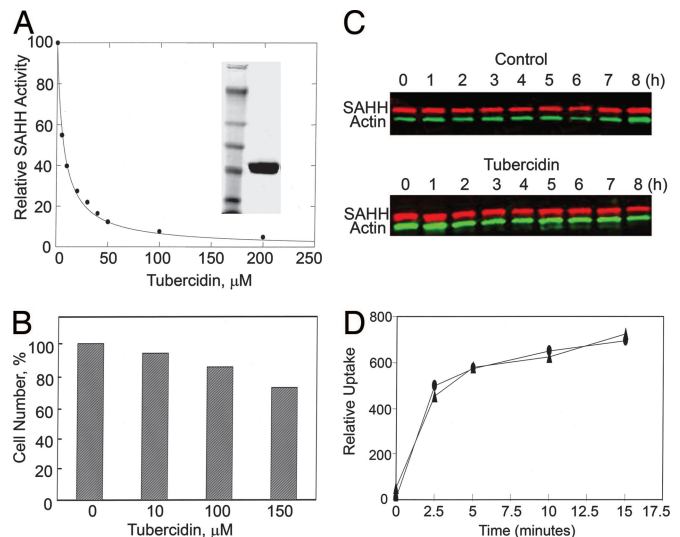 A
Relative SAHH Activity
100
80
60
40
20
0
0 50 100 150 200 250
Tubercidin, μM
C
Control
0 1 2 3 4 5 6 7 8 (h)
SAHH
Actin
Tubercidin
0 1 2 3 4 5 6 7 8 (h)
SAHH
Actin
B
Cell Number, %
100
80
60
40
20
0
0 10 100 150
Tubercidin, μM
D
Relative Uptake
800
600
400
200
0
0 2.5 5 7.5 10 12.5 15 17.5
Time (minutes)